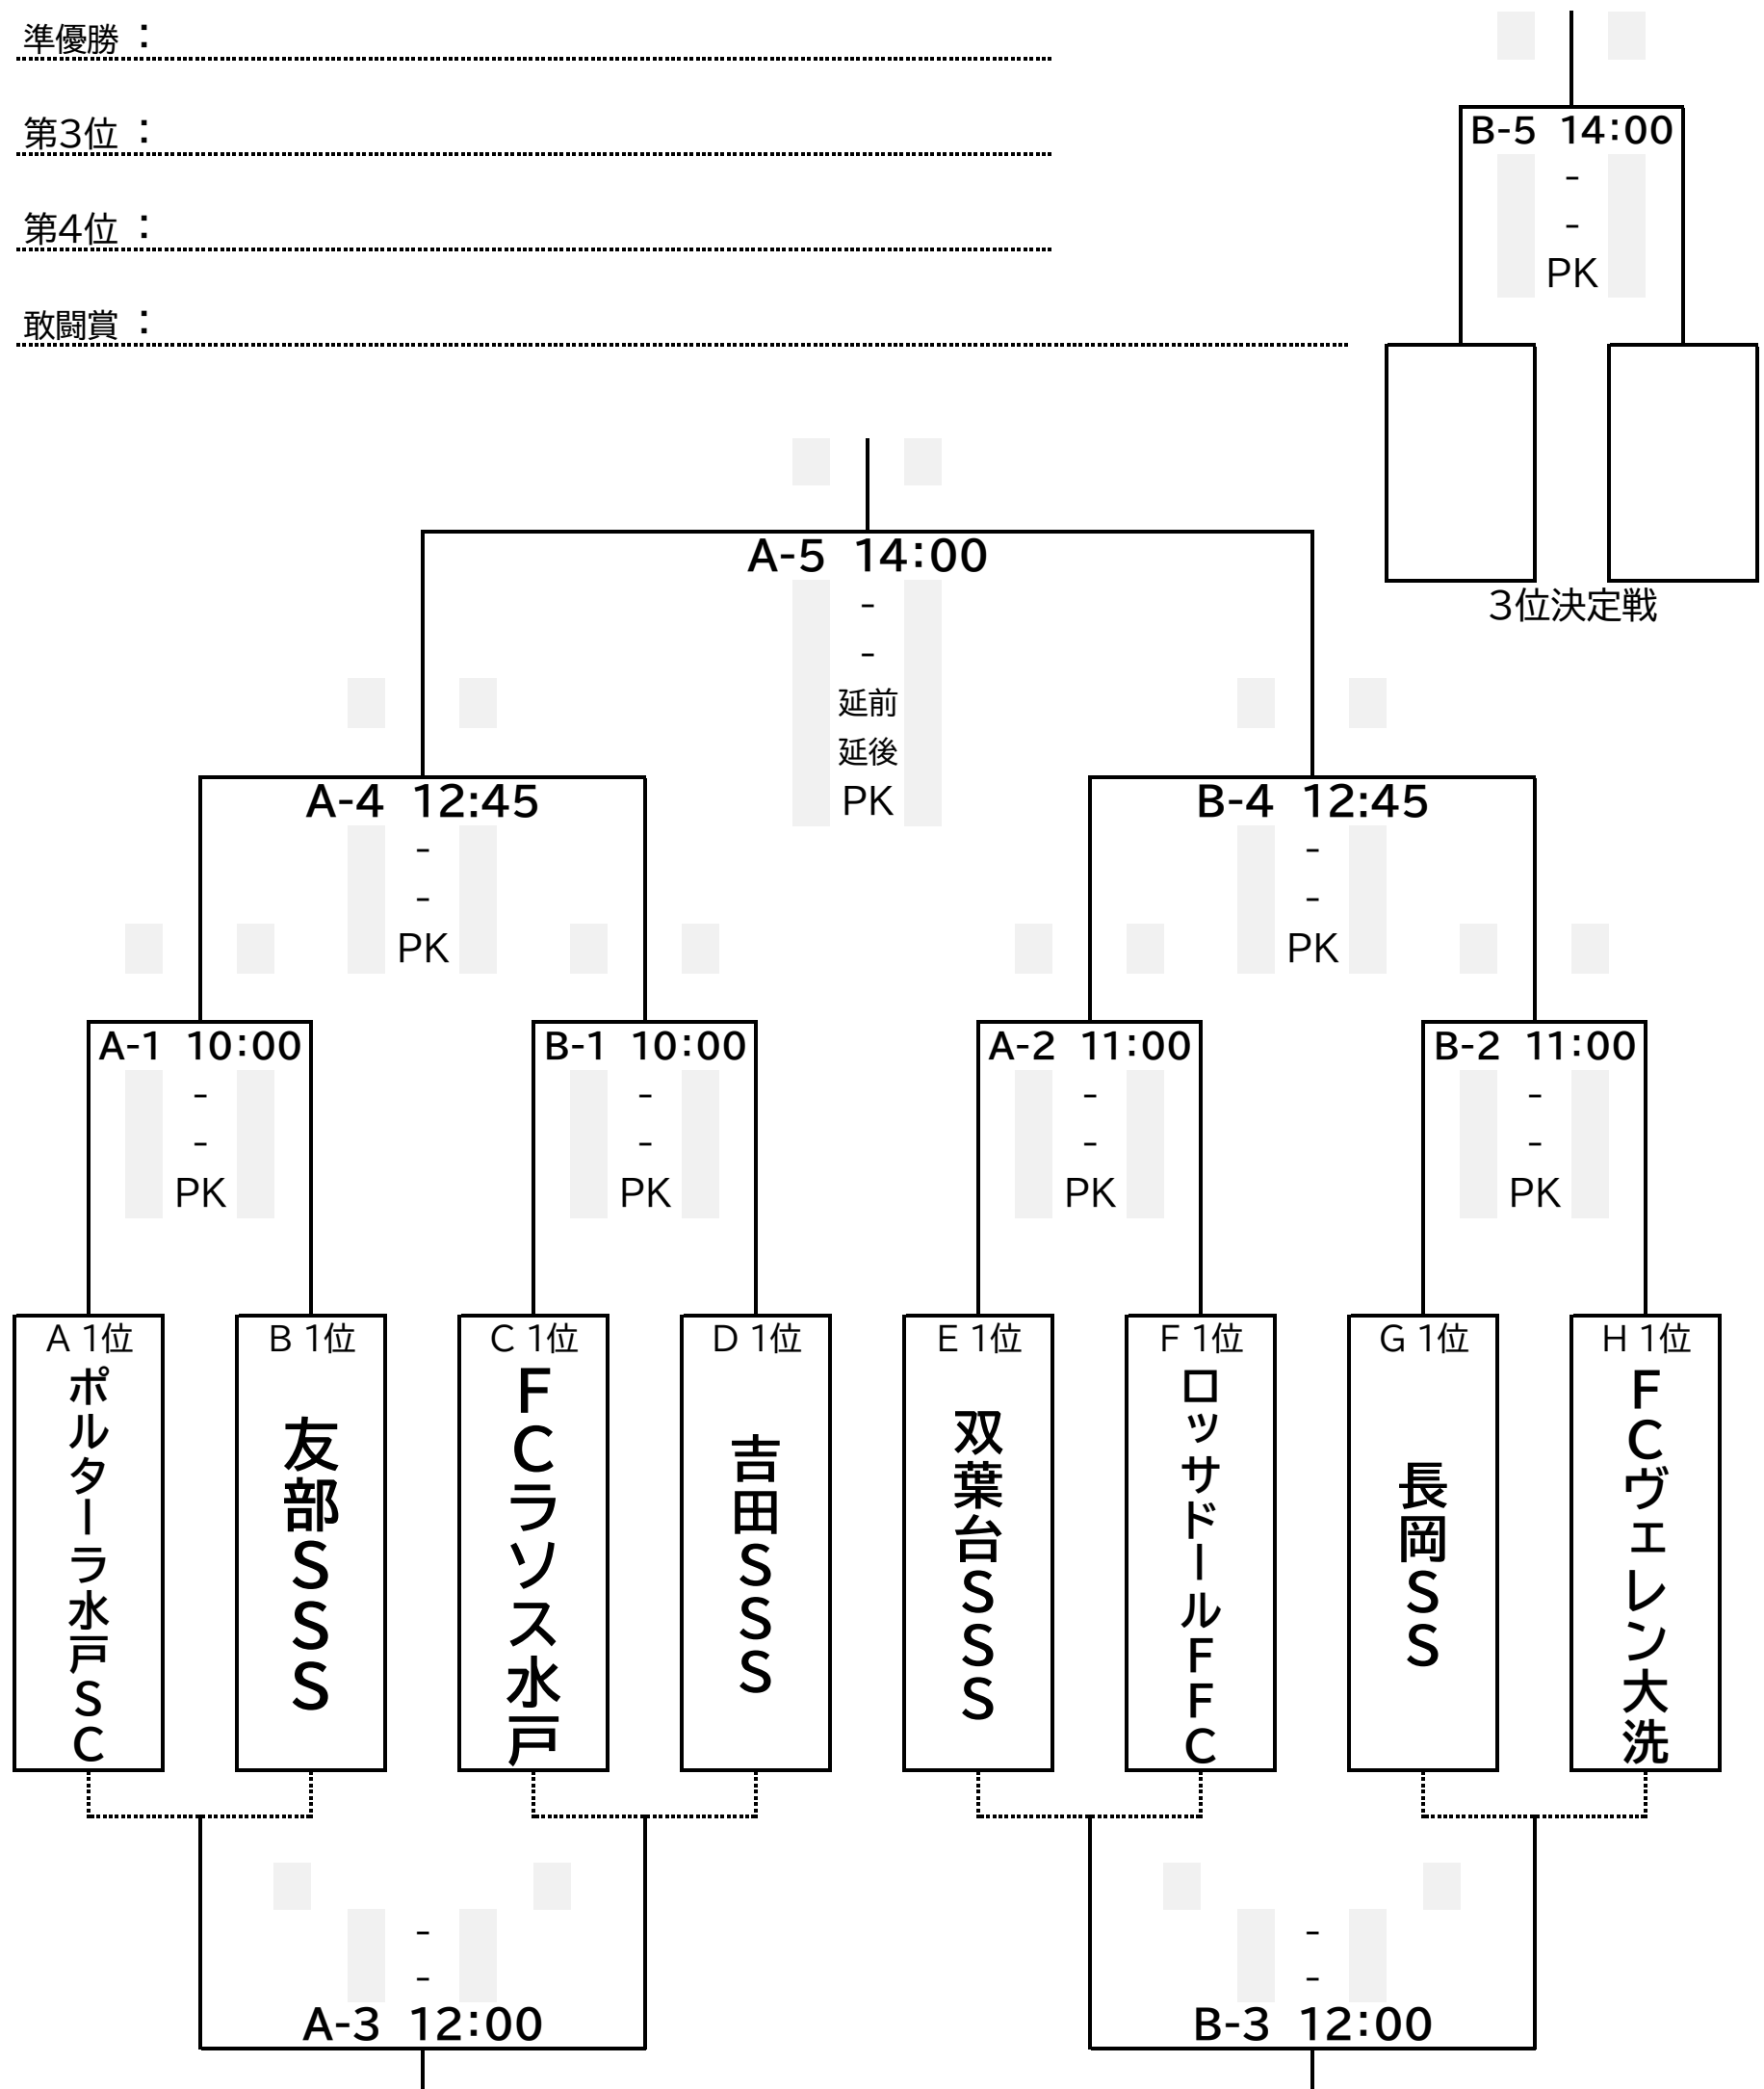 準優勝 ：
第3位 ：
第4位 ：
敢闘賞 ：
B-5 14:00
-
-
PK
3位決定戦
A-5 14:00
-
-
延前
延後
PK
A-4 12:45
-
-
PK
B-4 12:45
-
-
PK
A-1 10:00
-
-
PK
B-1 10:00
-
-
PK
A-2 11:00
-
-
PK
B-2 11:00
-
-
PK
A 1位
ポルターラ水戸ＳＣ
B 1位
友部ＳＳＳ
C 1位
ＦＣラソス水戸
D 1位
吉田ＳＳＳ
E 1位
双葉台ＳＳＳ
F 1位
ロッサドールＦＦＣ
G 1位
長岡ＳＳ
H 1位
ＦＣヴェレン大洗
-
-
A-3 12:00
-
-
B-3 12:00